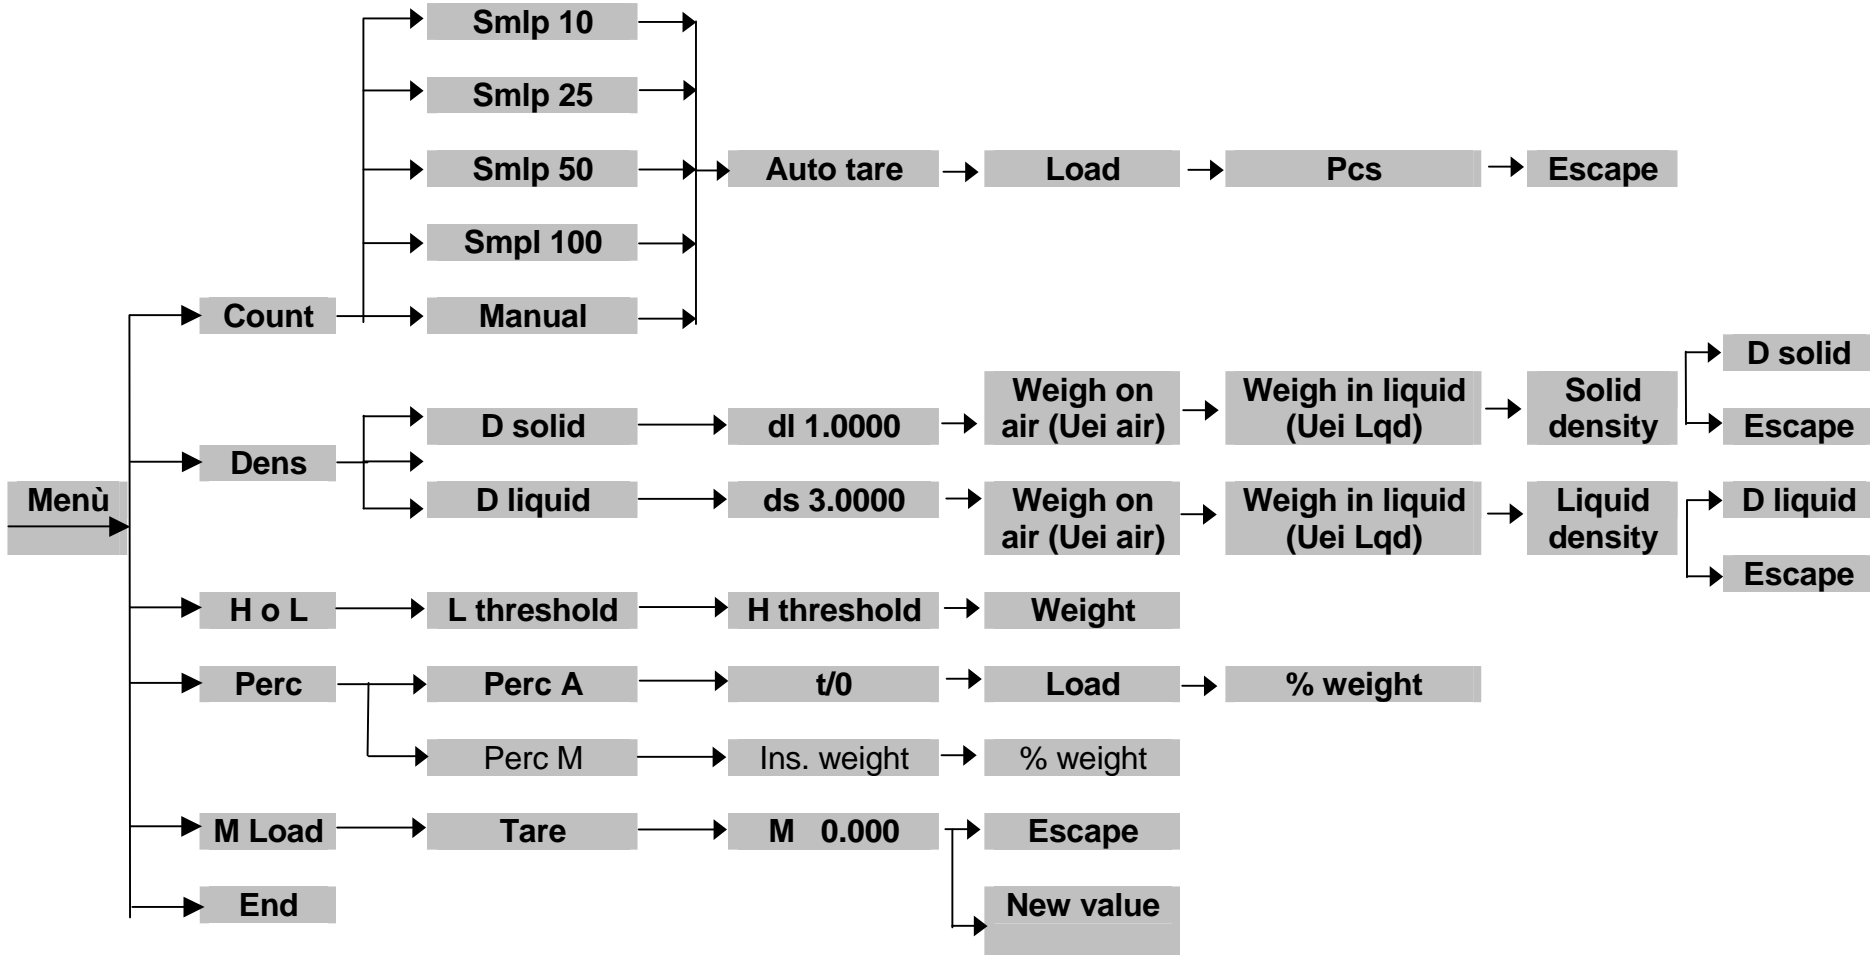 Smlp 10
Smlp 25
Smlp 50
Auto tare
Load
Pcs
Escape
Smpl 100
Count
Manual
D solid
Weigh on
air (Uei air)
Weigh in liquid
(Uei Lqd)
Solid
density
D solid
dl 1.0000
Escape
Dens
D liquid
ds 3.0000
Weigh on
air (Uei air)
Weigh in liquid
(Uei Lqd)
Liquid
density
D liquid
Escape
Menù
H o L
L threshold
H threshold
Weight
Perc
Perc A
t/0
Load
% weight
Perc M
Ins. weight
% weight
M Load
Tare
M 0.000
Escape
End
New value